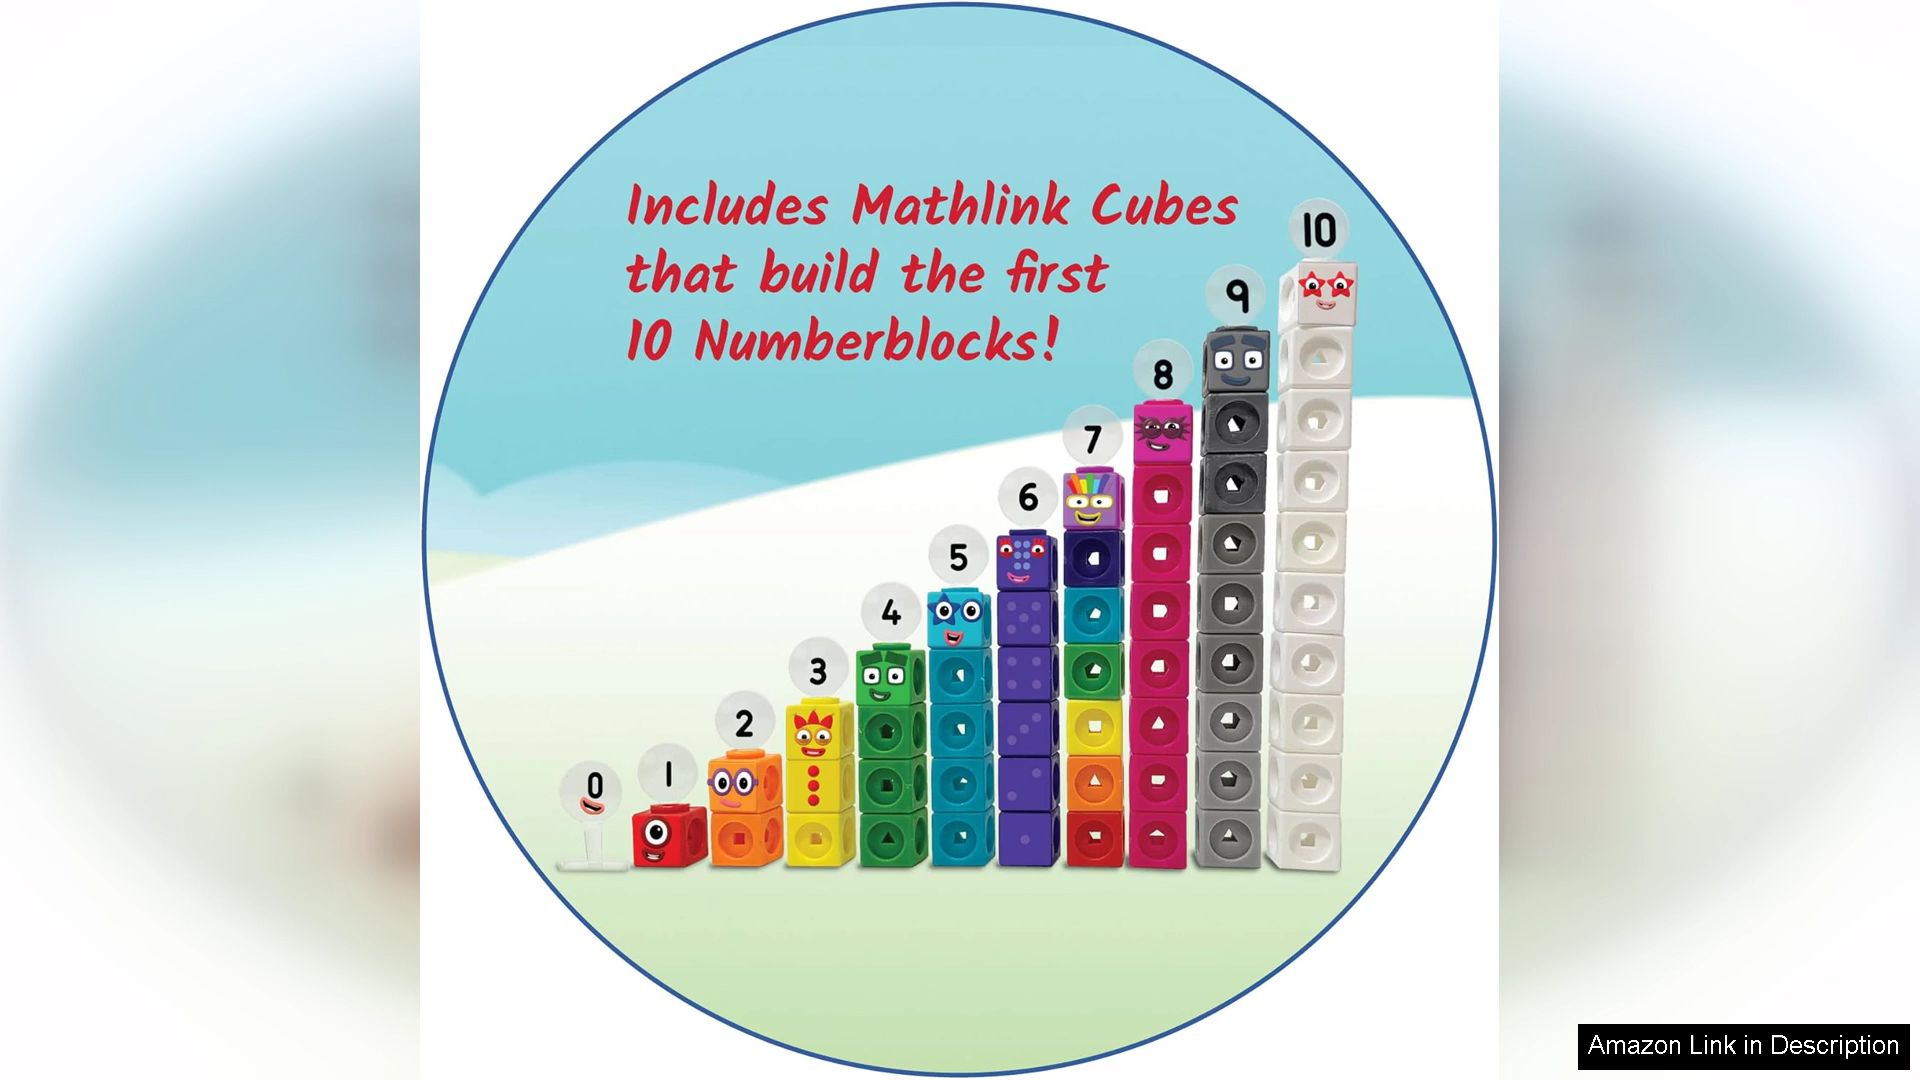 Includes Mathlink Cubes
that build the first
10 Numberblocks!
10
9
8
7
6
5
4
3
2
1
0
Amazon Link in Description